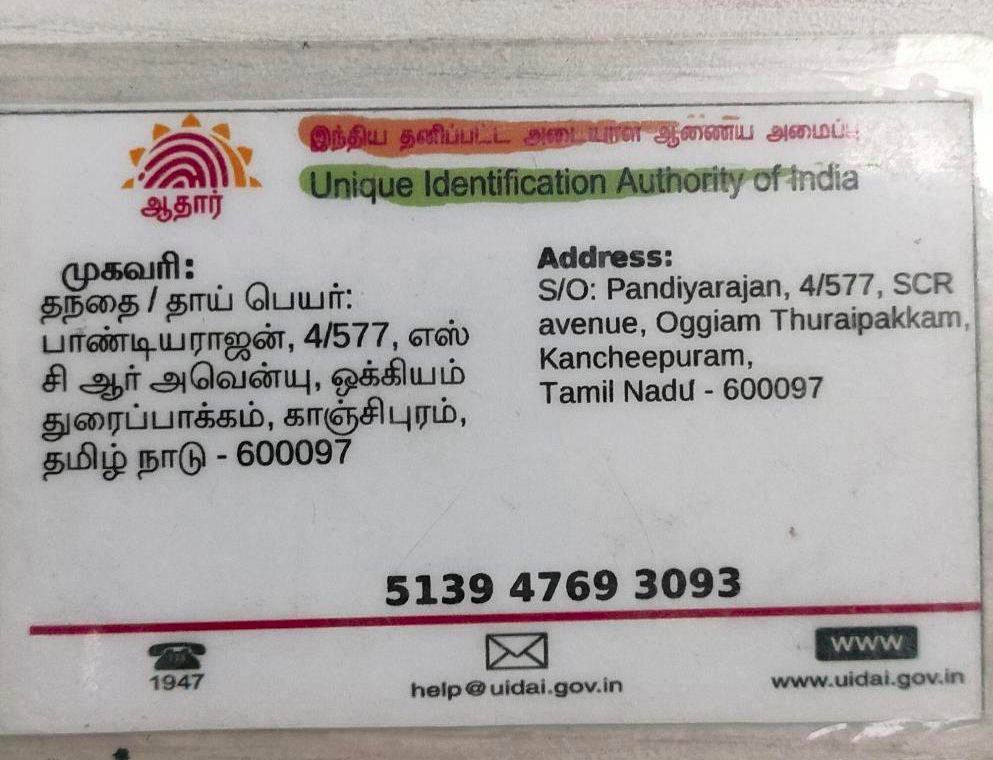 இந்திய தனிப்பட்ட அடையாள ஆணைய அமைப்பு
Unique Identification Authority of India
ஆதார்
முகவரி:
தந்தை / தாய் பெயர்:
பாண்டியராஜன், 4/577, எஸ்
சி ஆர் அவென்யு, ஒக்கியம்
துரைப்பாக்கம், காஞ்சிபுரம்,
தமிழ் நாடு - 600097
Address:
S/O: Pandiyarajan, 4/577, SCR
avenue, Oggiam Thuraipakkam,
Kancheepuram,
Tamil Nadu - 600097
5139 4769 3093
1947
help@uidai.gov.in
www
www.uidai.gov.in